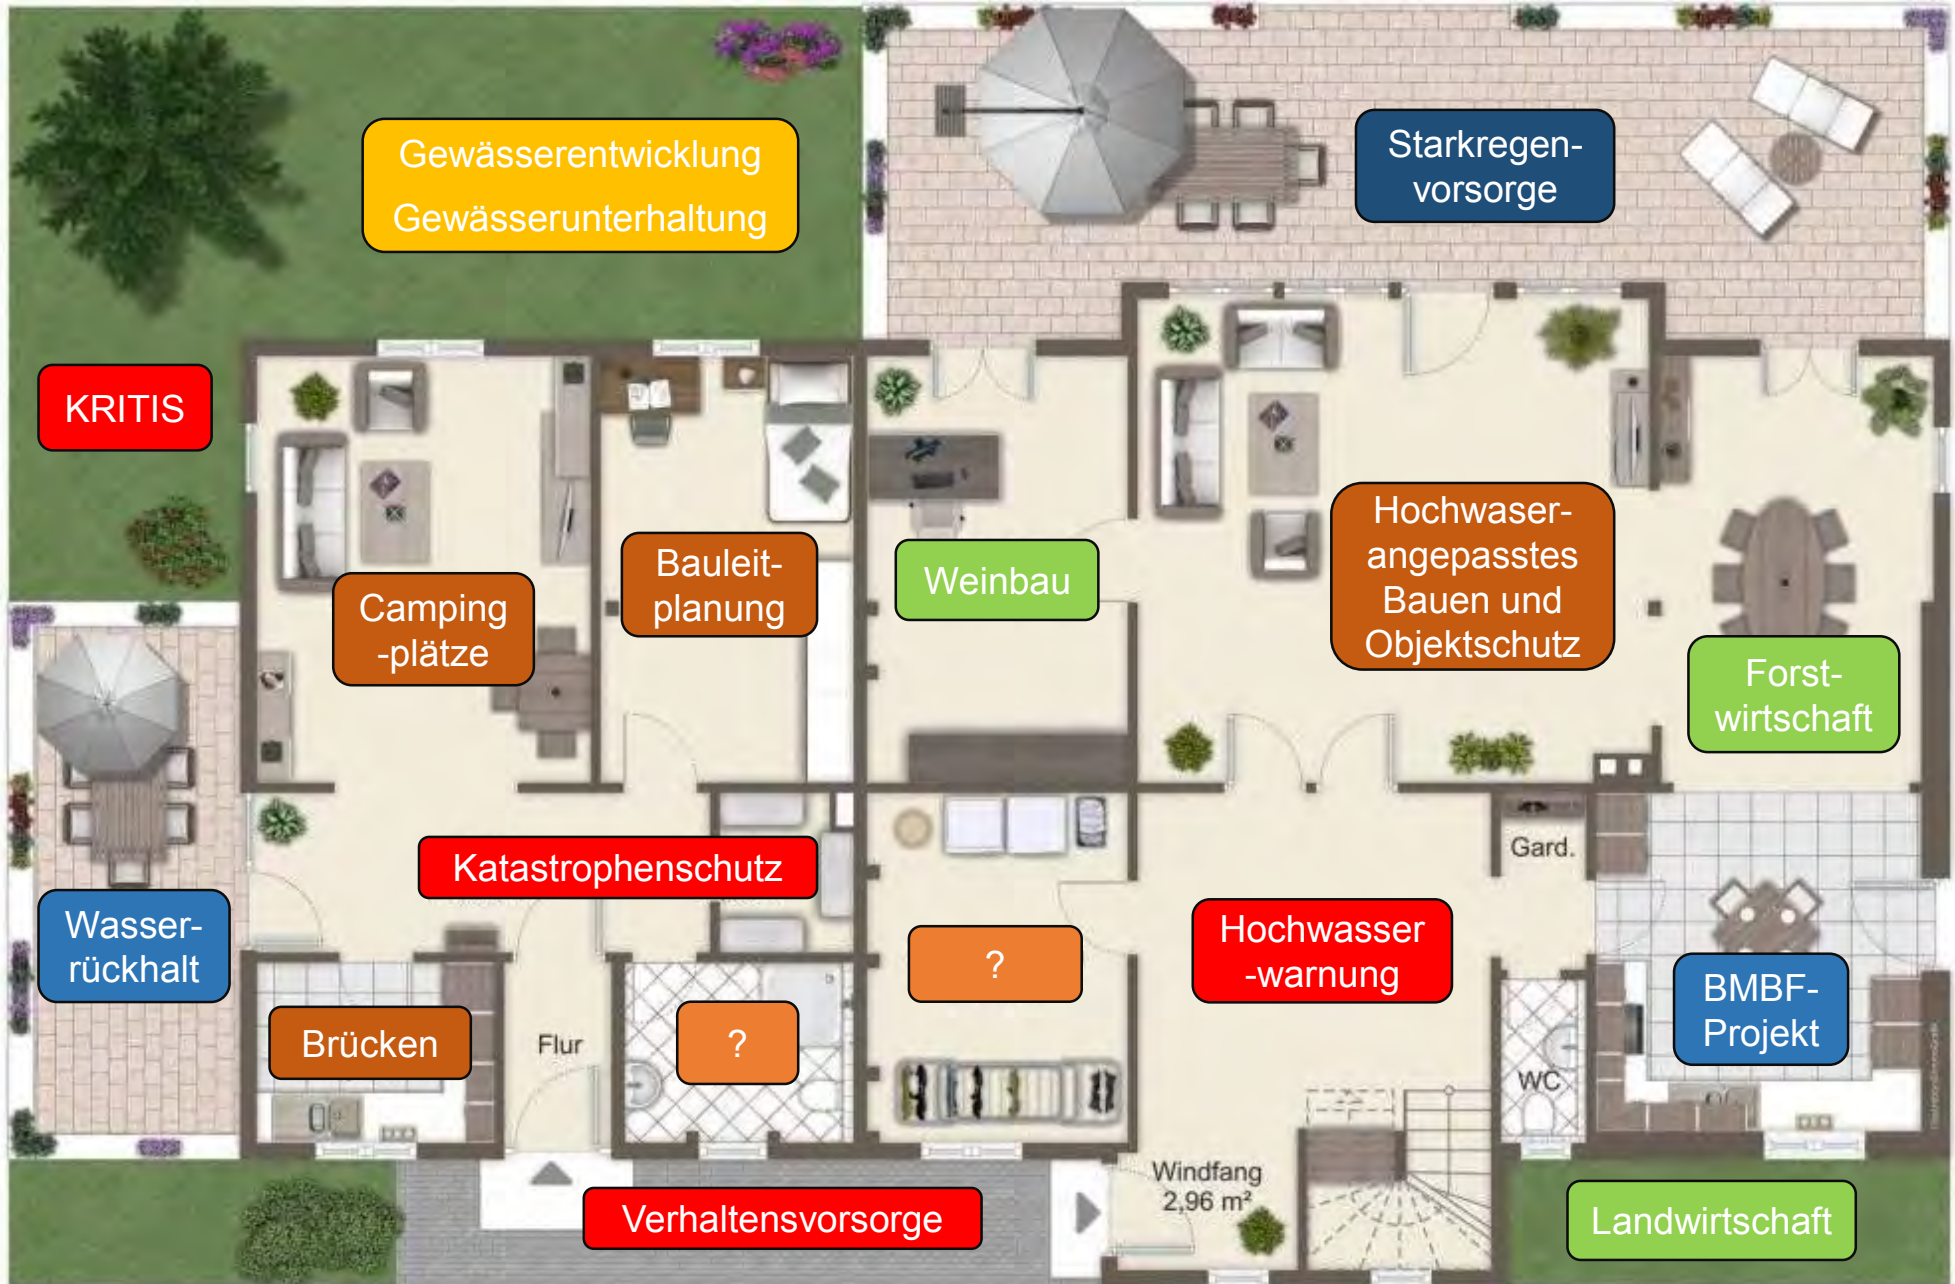 Gewässerentwicklung
Gewässerunterhaltung
Starkregen-
vorsorge
KRITIS
Camping
-plätze
Bauleit-
planung
Weinbau
Hochwaser-
angepasstes
Bauen und
Objektschutz
Forst-
wirtschaft
Katastrophenschutz
Gard.
Wasser-
rückhalt
?
Hochwasser
-warnung
BMBF-
Projekt
Brücken
Flur
?
WC
Windfang
2,96 m²
Verhaltensvorsorge
Landwirtschaft